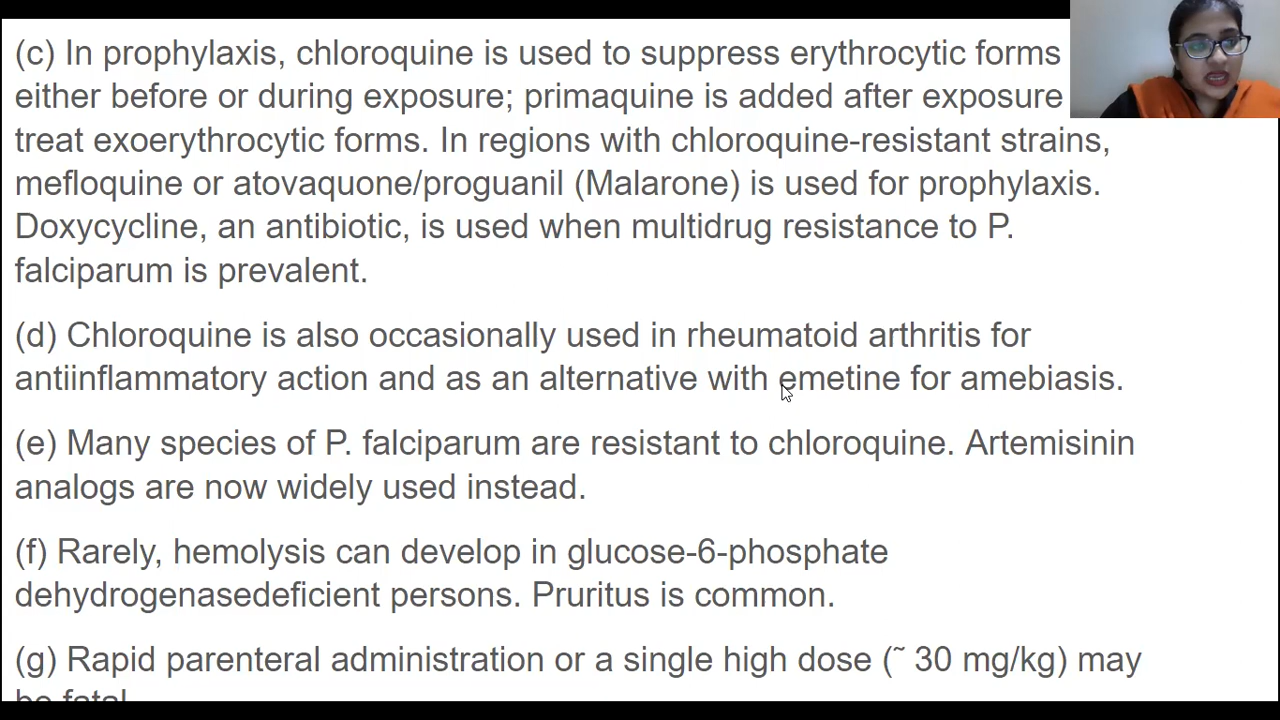 (c) In prophylaxis, chloroquine is used to suppress erythrocytic forms
either before or during exposure; primaquine is added after exposure
treat exoerythrocytic forms. In regions with chloroquine-resistant strains,
mefloquine or atovaquone/proguanil (Malarone) is used for prophylaxis.
Doxycycline, an antibiotic, is used when multidrug resistance to P.
falciparum is prevalent.
(d) Chloroquine is also occasionally used in rheumatoid arthritis for
antiinflammatory action and as an alternative with emetine for amebiasis.
(e) Many species of P. falciparum are resistant to chloroquine. Artemisinin
analogs are now widely used instead.
(f) Rarely, hemolysis can develop in glucose-6-phosphate
dehydrogenasedeficient persons. Pruritus is common.
(g) Rapid parenteral administration or a single high dose (˜ 30 mg/kg) may
be fatal